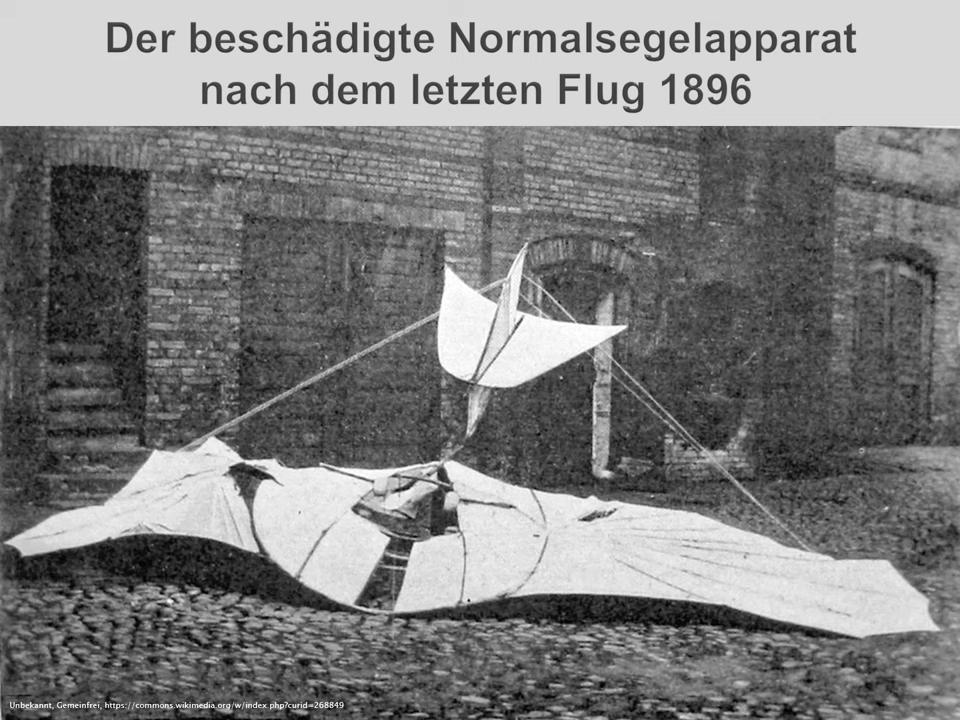 Der beschädigte Normalsegelapparat
nach dem letzten Flug 1896
Unbekannt, Gemeinfrei, https://commons.wikimedia.org/w/index.php?curid=268849